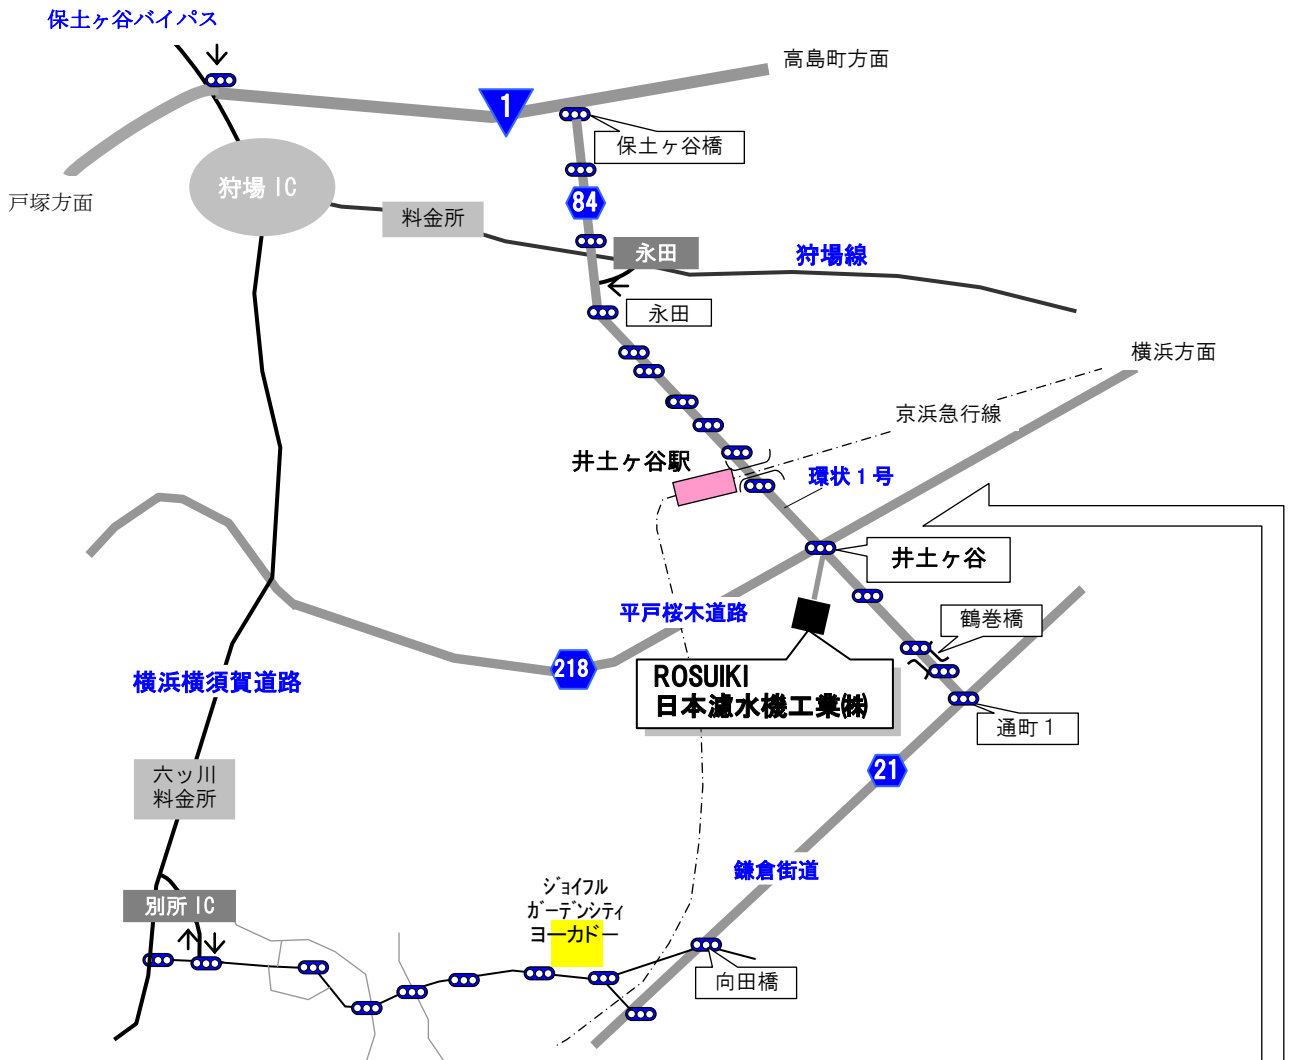 保土ヶ谷バイパス
高島町方面
1
保土ヶ谷橋
狩場 IC
戸塚方面
84
料金所
永田
狩場線
永田
横浜方面
京浜急行線
井土ヶ谷駅
環状１号
井土ヶ谷
平戸桜木道路
鶴巻橋
218
ROSUIKI
日本濾水機工業㈱
横浜横須賀道路
通町１
六ッ川
料金所
21
鎌倉街道
ｼﾞｮｲﾌﾙ
ｶﾞｰﾃﾞﾝｼﾃｨ
ヨーカドー
別所 IC
向田橋